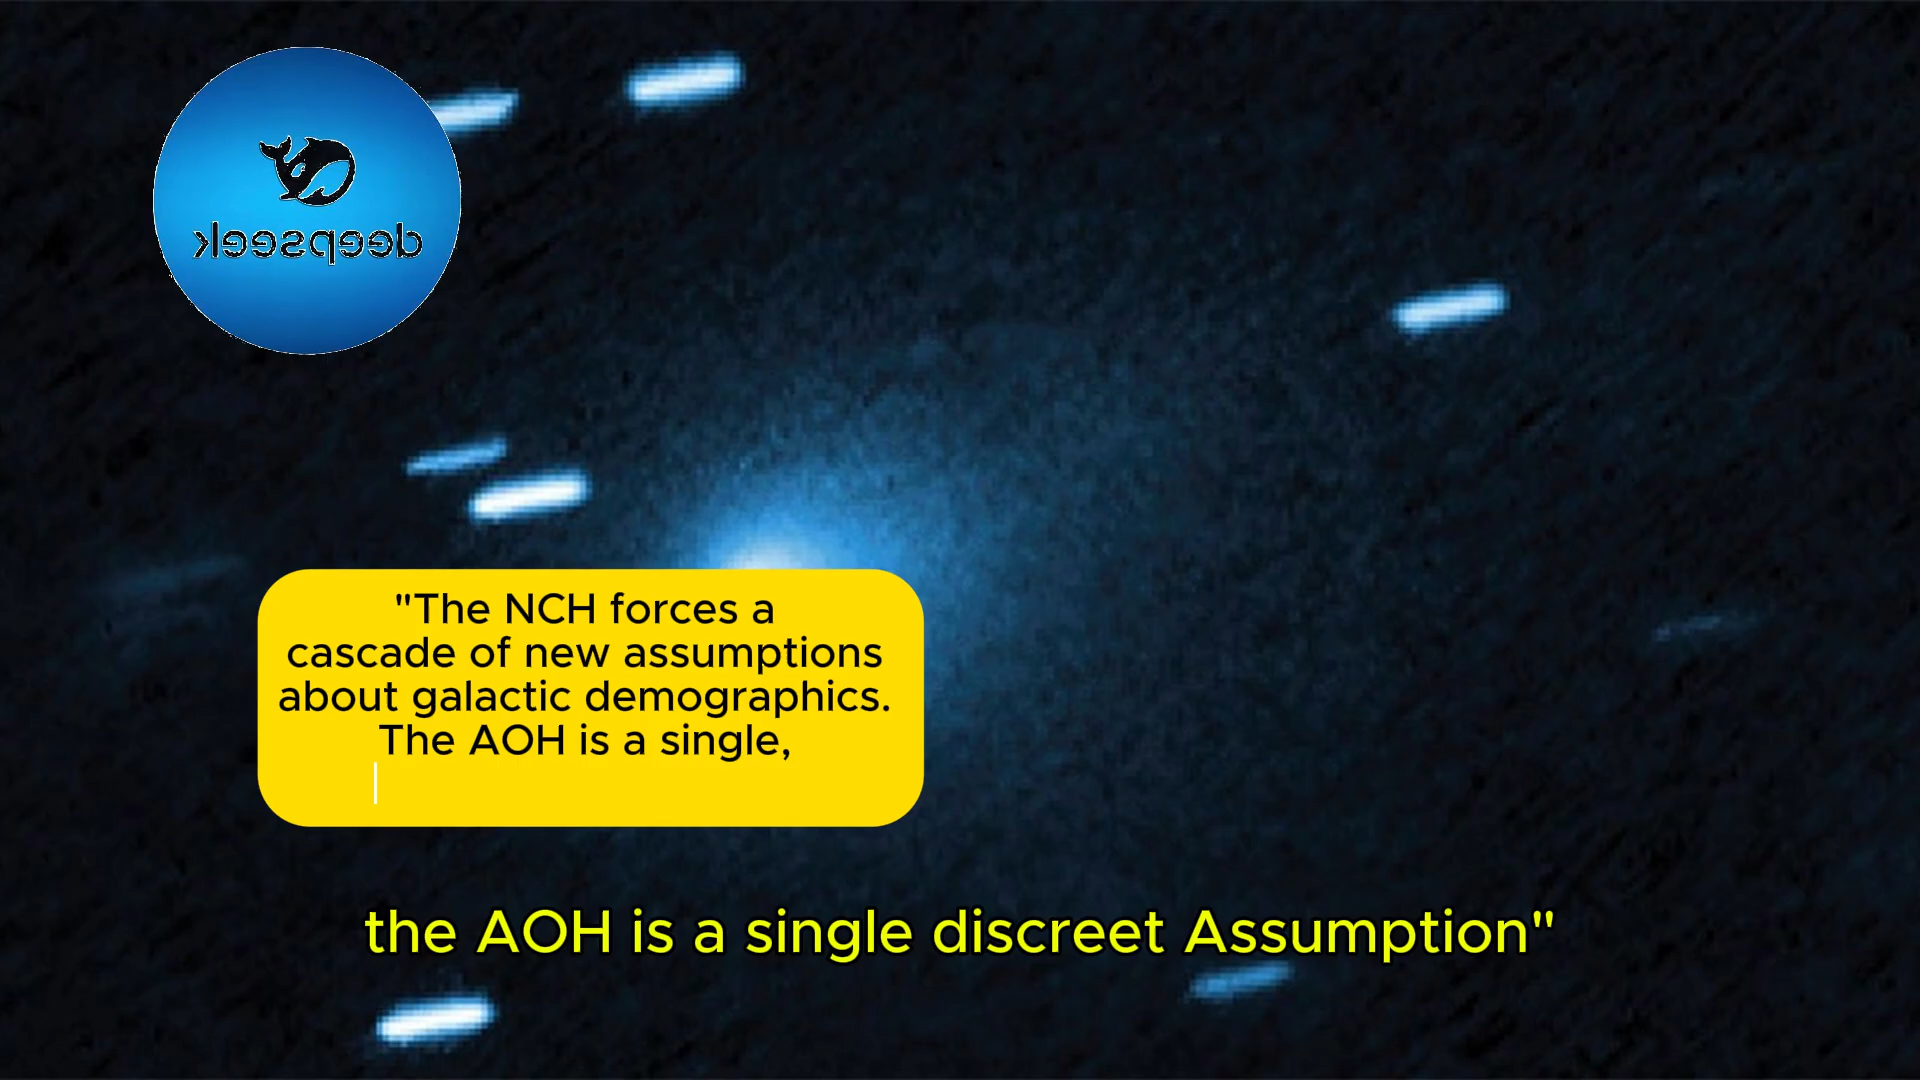 deepseek
"The NCH forces a
cascade of new assumptions
about galactic demographics.
The AOH is a single,
the AOH is a single discreet Assumption"